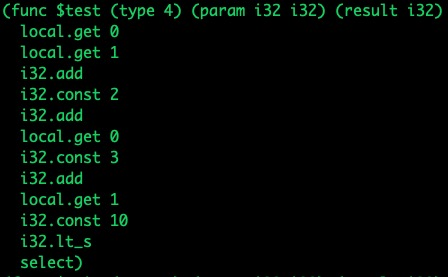 (func $test (type 4) (param i32 i32) (result i32)
local.get 0
local.get 1
i32.add
i32.const 2
i32.add
local.get 0
i32.const 3
i32.add
local.get 1
i32.const 10
i32.lt_s
select)